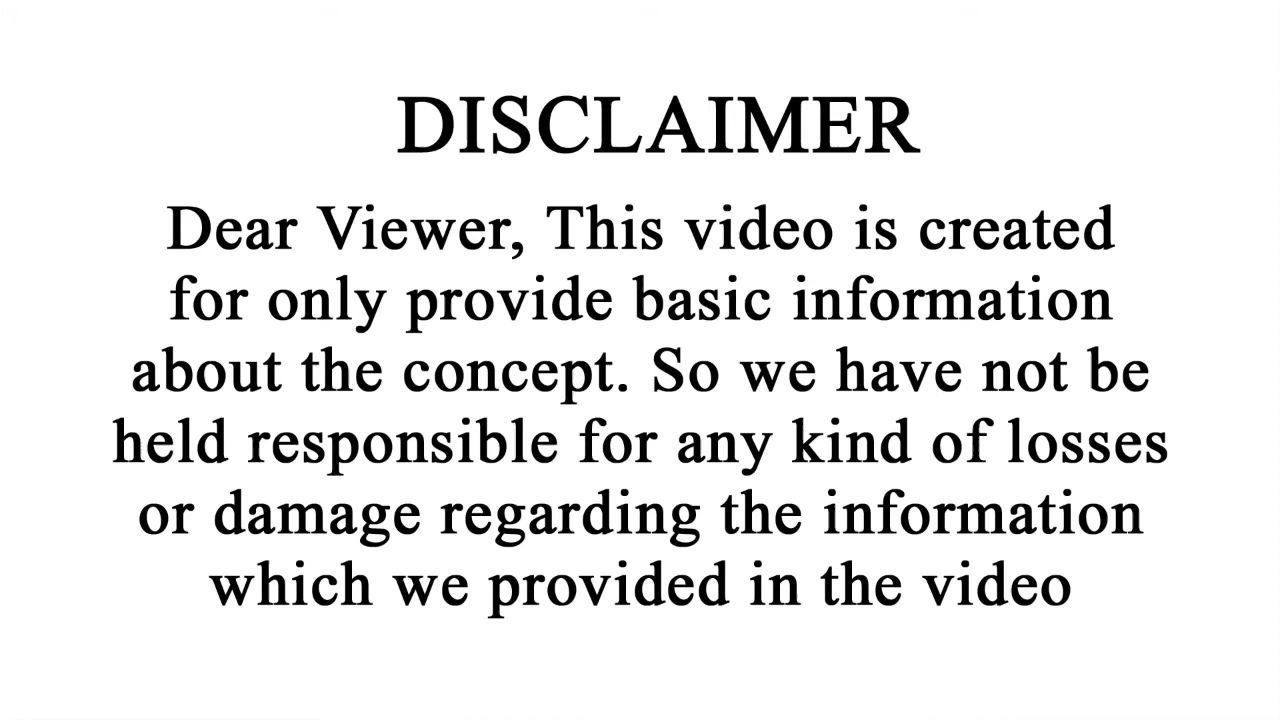 DISCLAIMER
Dear Viewer, This video is created
for only provide basic information
about the concept. So we have not be
held responsible for any kind of losses
or damage regarding the information
which we provided in the video